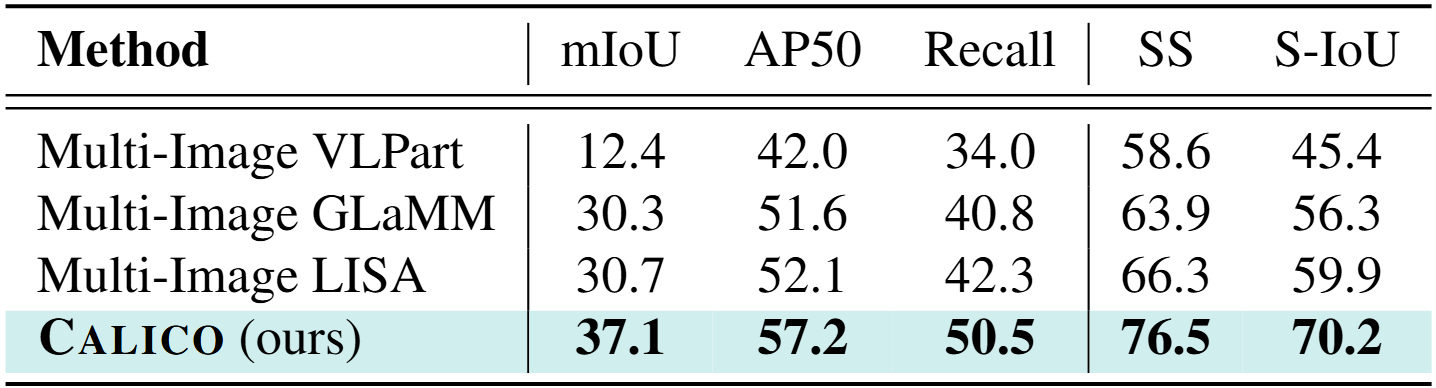 Method mIoU AP50 Recall SS S-IoU
Multi-Image VLPart 12.4 42.0 34.0 58.6 45.4
Multi-Image GLaMM 30.3 51.6 40.8 63.9 56.3
Multi-Image LISA 30.7 52.1 42.3 66.3 59.9
CALICO (ours) 37.1 57.2 50.5 76.5 70.2